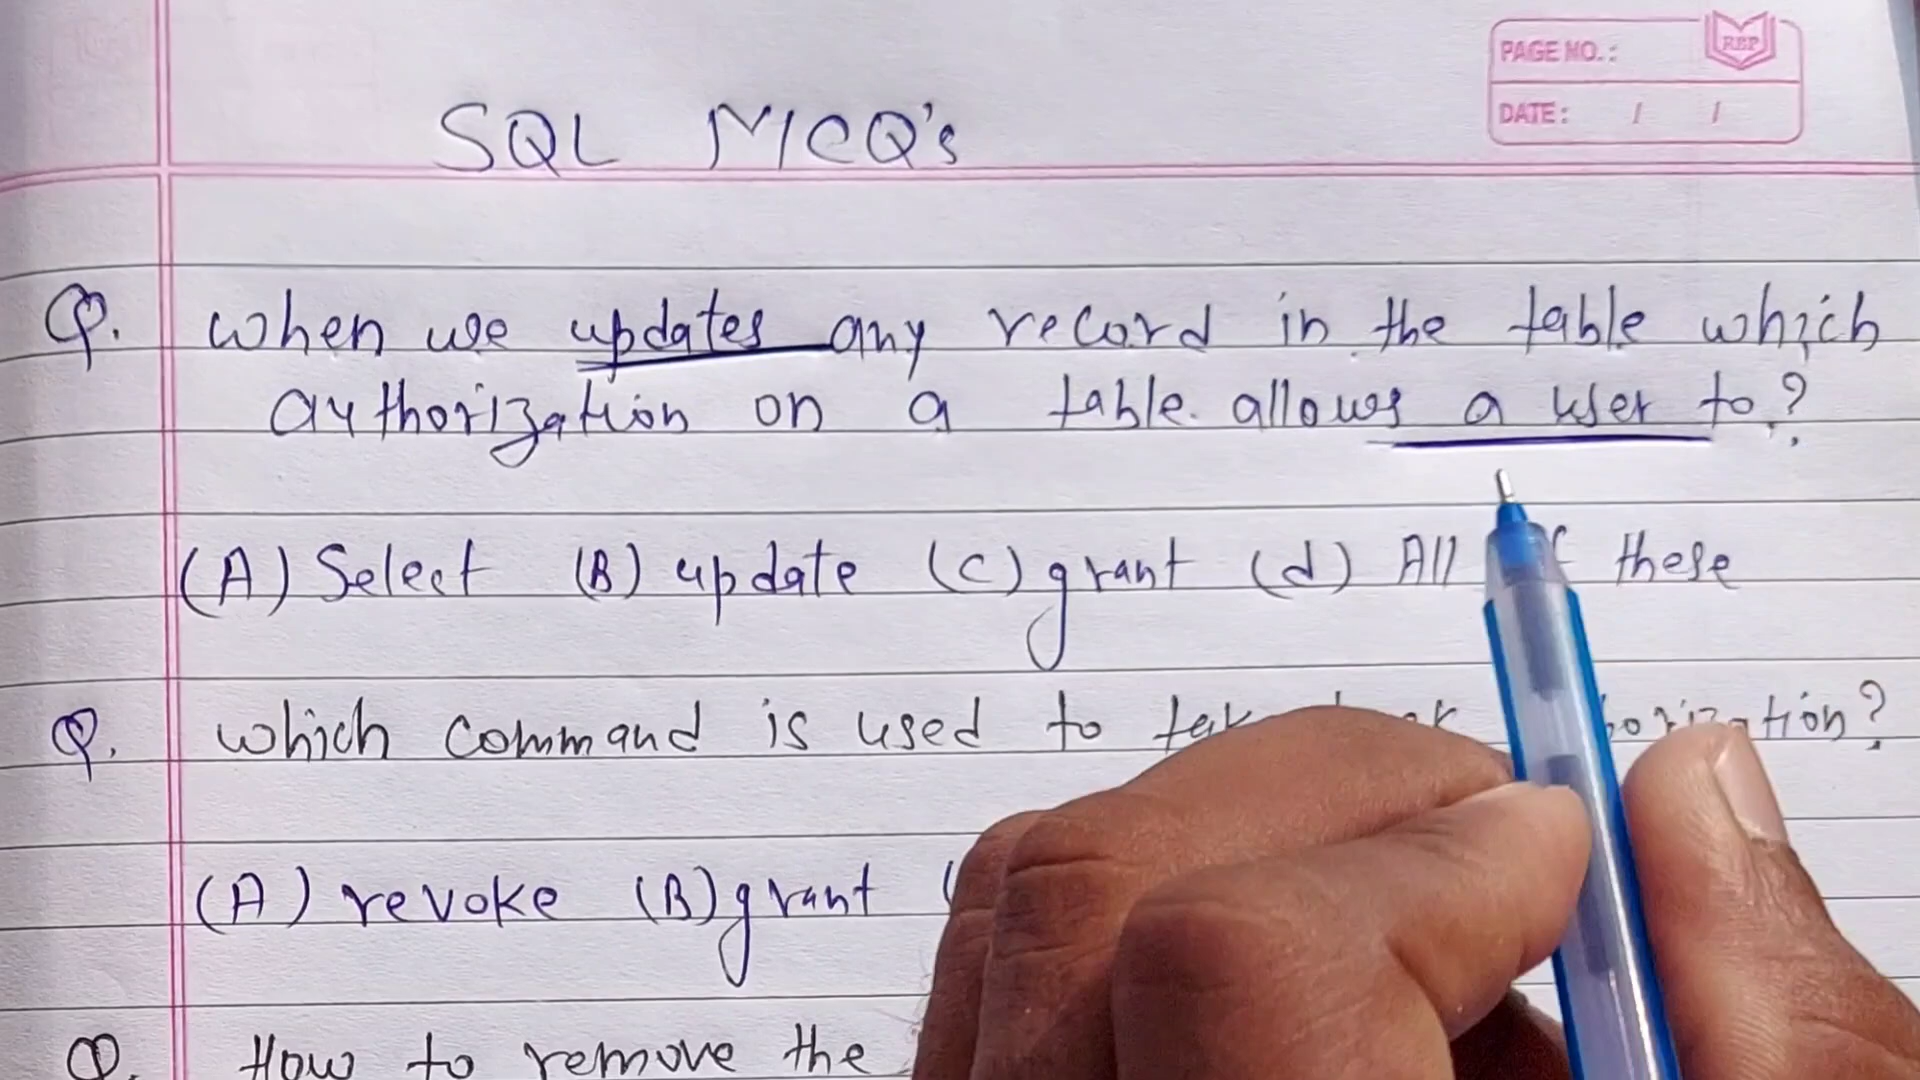 PAGE NO.:
RBP
DATE: / /
SQL MCQ's
Q. when we updates any record in the table which
authorization on a table allows a user to?
(A) Select (B) update (C) grant (d) All these
Q. which command is used to
(A) revoke (B) grant (
Q. How to remove the